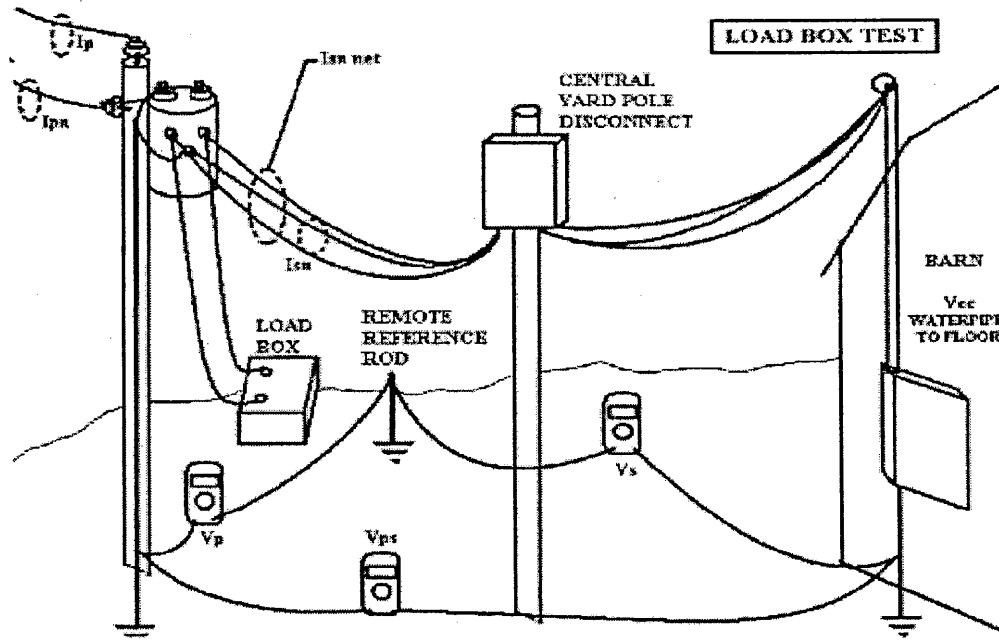 LOAD BOX TEST
Ip
Isn net
Ipn
CENTRAL
YARD POLE
DISCONNECT
Isn
BARN
Vcc
WATERPIPE
TO FLOOR
LOAD
BOX
REMOTE
REFERENCE
ROD
Vp
Vs
Vps